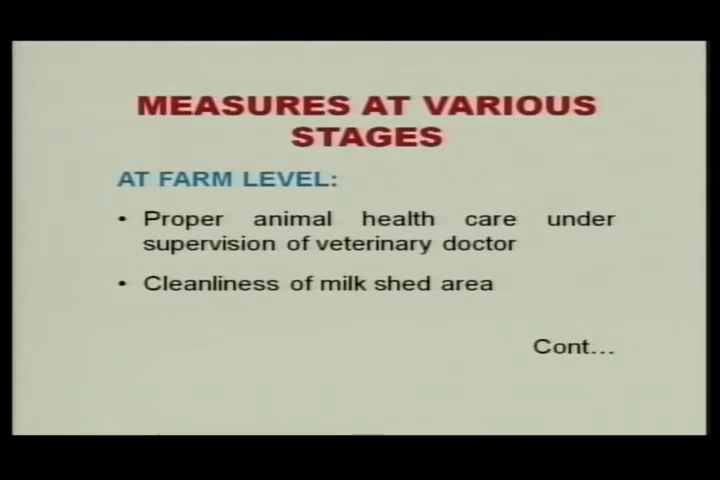 MEASURES AT VARIOUS
STAGES
AT FARM LEVEL:
• Proper animal health care under
supervision of veterinary doctor
• Cleanliness of milk shed area
Cont...